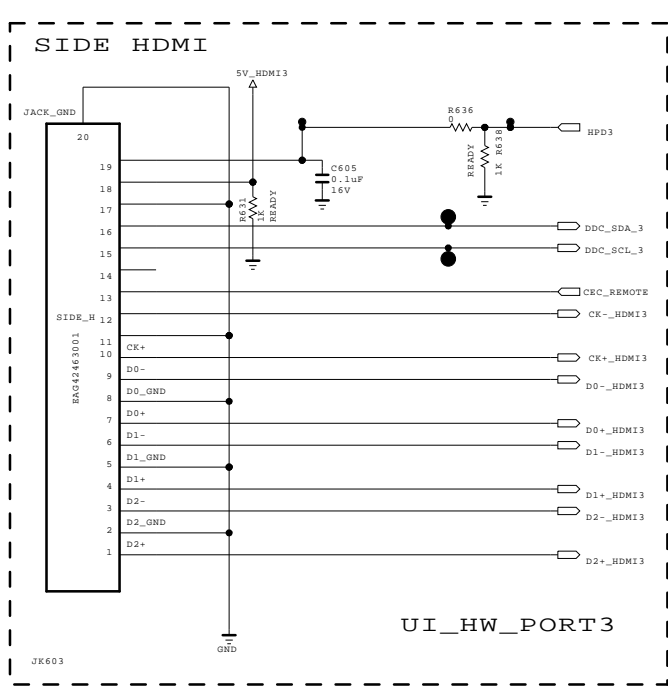 SIDE HDMI
5V_HDMI3
JACK_GND
R636
0
20
HPD3
READY
1K R638
19
C605
0.1uF
16V
18
R631
1K
READY
17
16
DDC_SDA_3
15
DDC_SCL_3
14
13
CEC_REMOTE
SIDE_H
12
CK-_HDMI3
EAG42463001
11
10
CK+
CK+_HDMI3
9
D0-
D0-_HDMI3
8
D0_GND
7
D0+
D0+_HDMI3
6
D1-
D1-_HDMI3
5
D1_GND
4
D1+
D1+_HDMI3
3
D2-
D2-_HDMI3
2
D2_GND
1
D2+
D2+_HDMI3
UI_HW_PORT3
GND
JK603